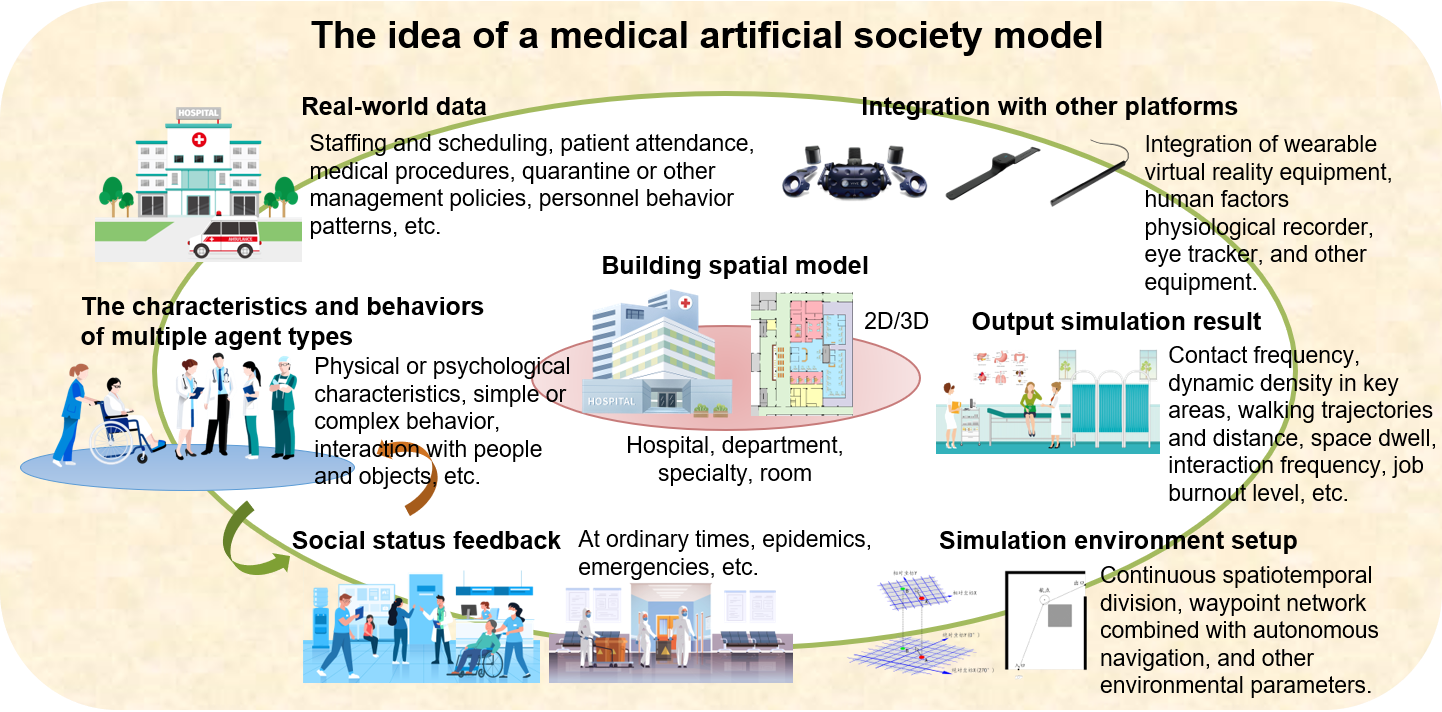 The idea of a medical artificial society model
Real-world data
Staffing and scheduling, patient attendance,
medical procedures, quarantine or other
management policies, personnel behavior
patterns, etc.
HOSPITAL
AMBULANCE
Integration with other platforms
Integration of wearable
virtual reality equipment,
human factors
physiological recorder,
eye tracker, and other
equipment.
Building spatial model
2D/3D
HOSPITAL
Hospital, department,
specialty, room
The characteristics and behaviors
of multiple agent types
Physical or psychological
characteristics, simple or
complex behavior,
interaction with people
and objects, etc.
Output simulation result
Contact frequency,
dynamic density in key
areas, walking trajectories
and distance, space dwell,
interaction frequency, job
burnout level, etc.
Social status feedback
At ordinary times, epidemics,
emergencies, etc.
Simulation environment setup
Continuous spatiotemporal
division, waypoint network
combined with autonomous
navigation, and other
environmental parameters.